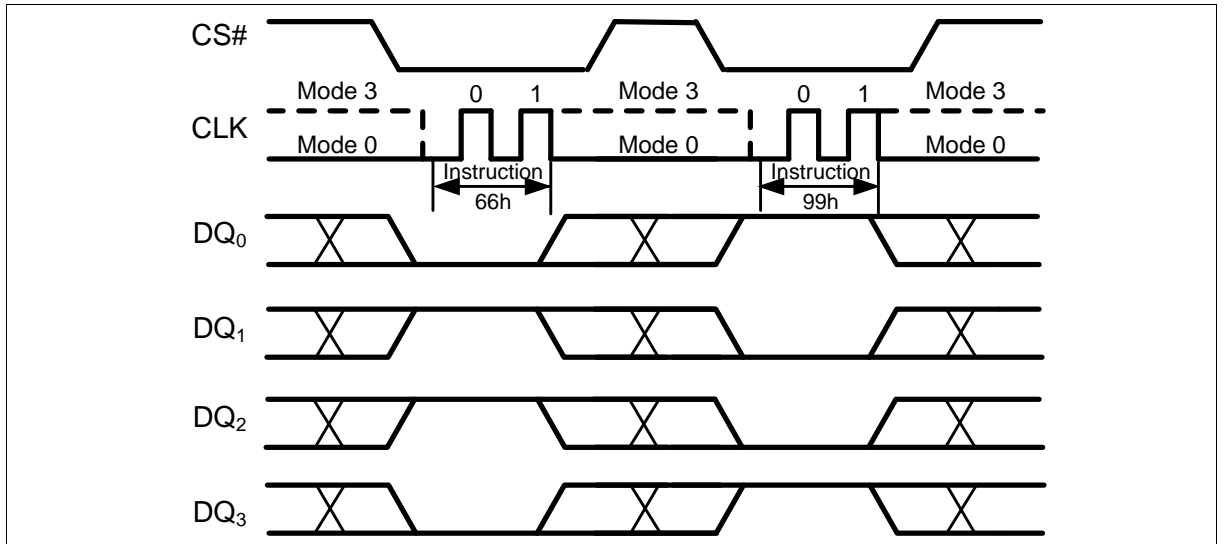 CS#
Mode 3 0 1 Mode 3 0 1 Mode 3
CLK
Mode 0 Mode 0 Mode 0
Instruction Instruction
66h 99h
DQ0
DQ1
DQ2
DQ3